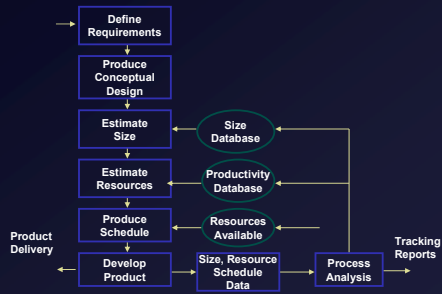 Define
Requirements
Produce
Conceptual
Design
Estimate
Size
Size
Database
Estimate
Resources
Productivity
Database
Produce
Schedule
Resources
Available
Product
Delivery
Develop
Product
Size, Resource
Schedule
Data
Process
Analysis
Tracking
Reports